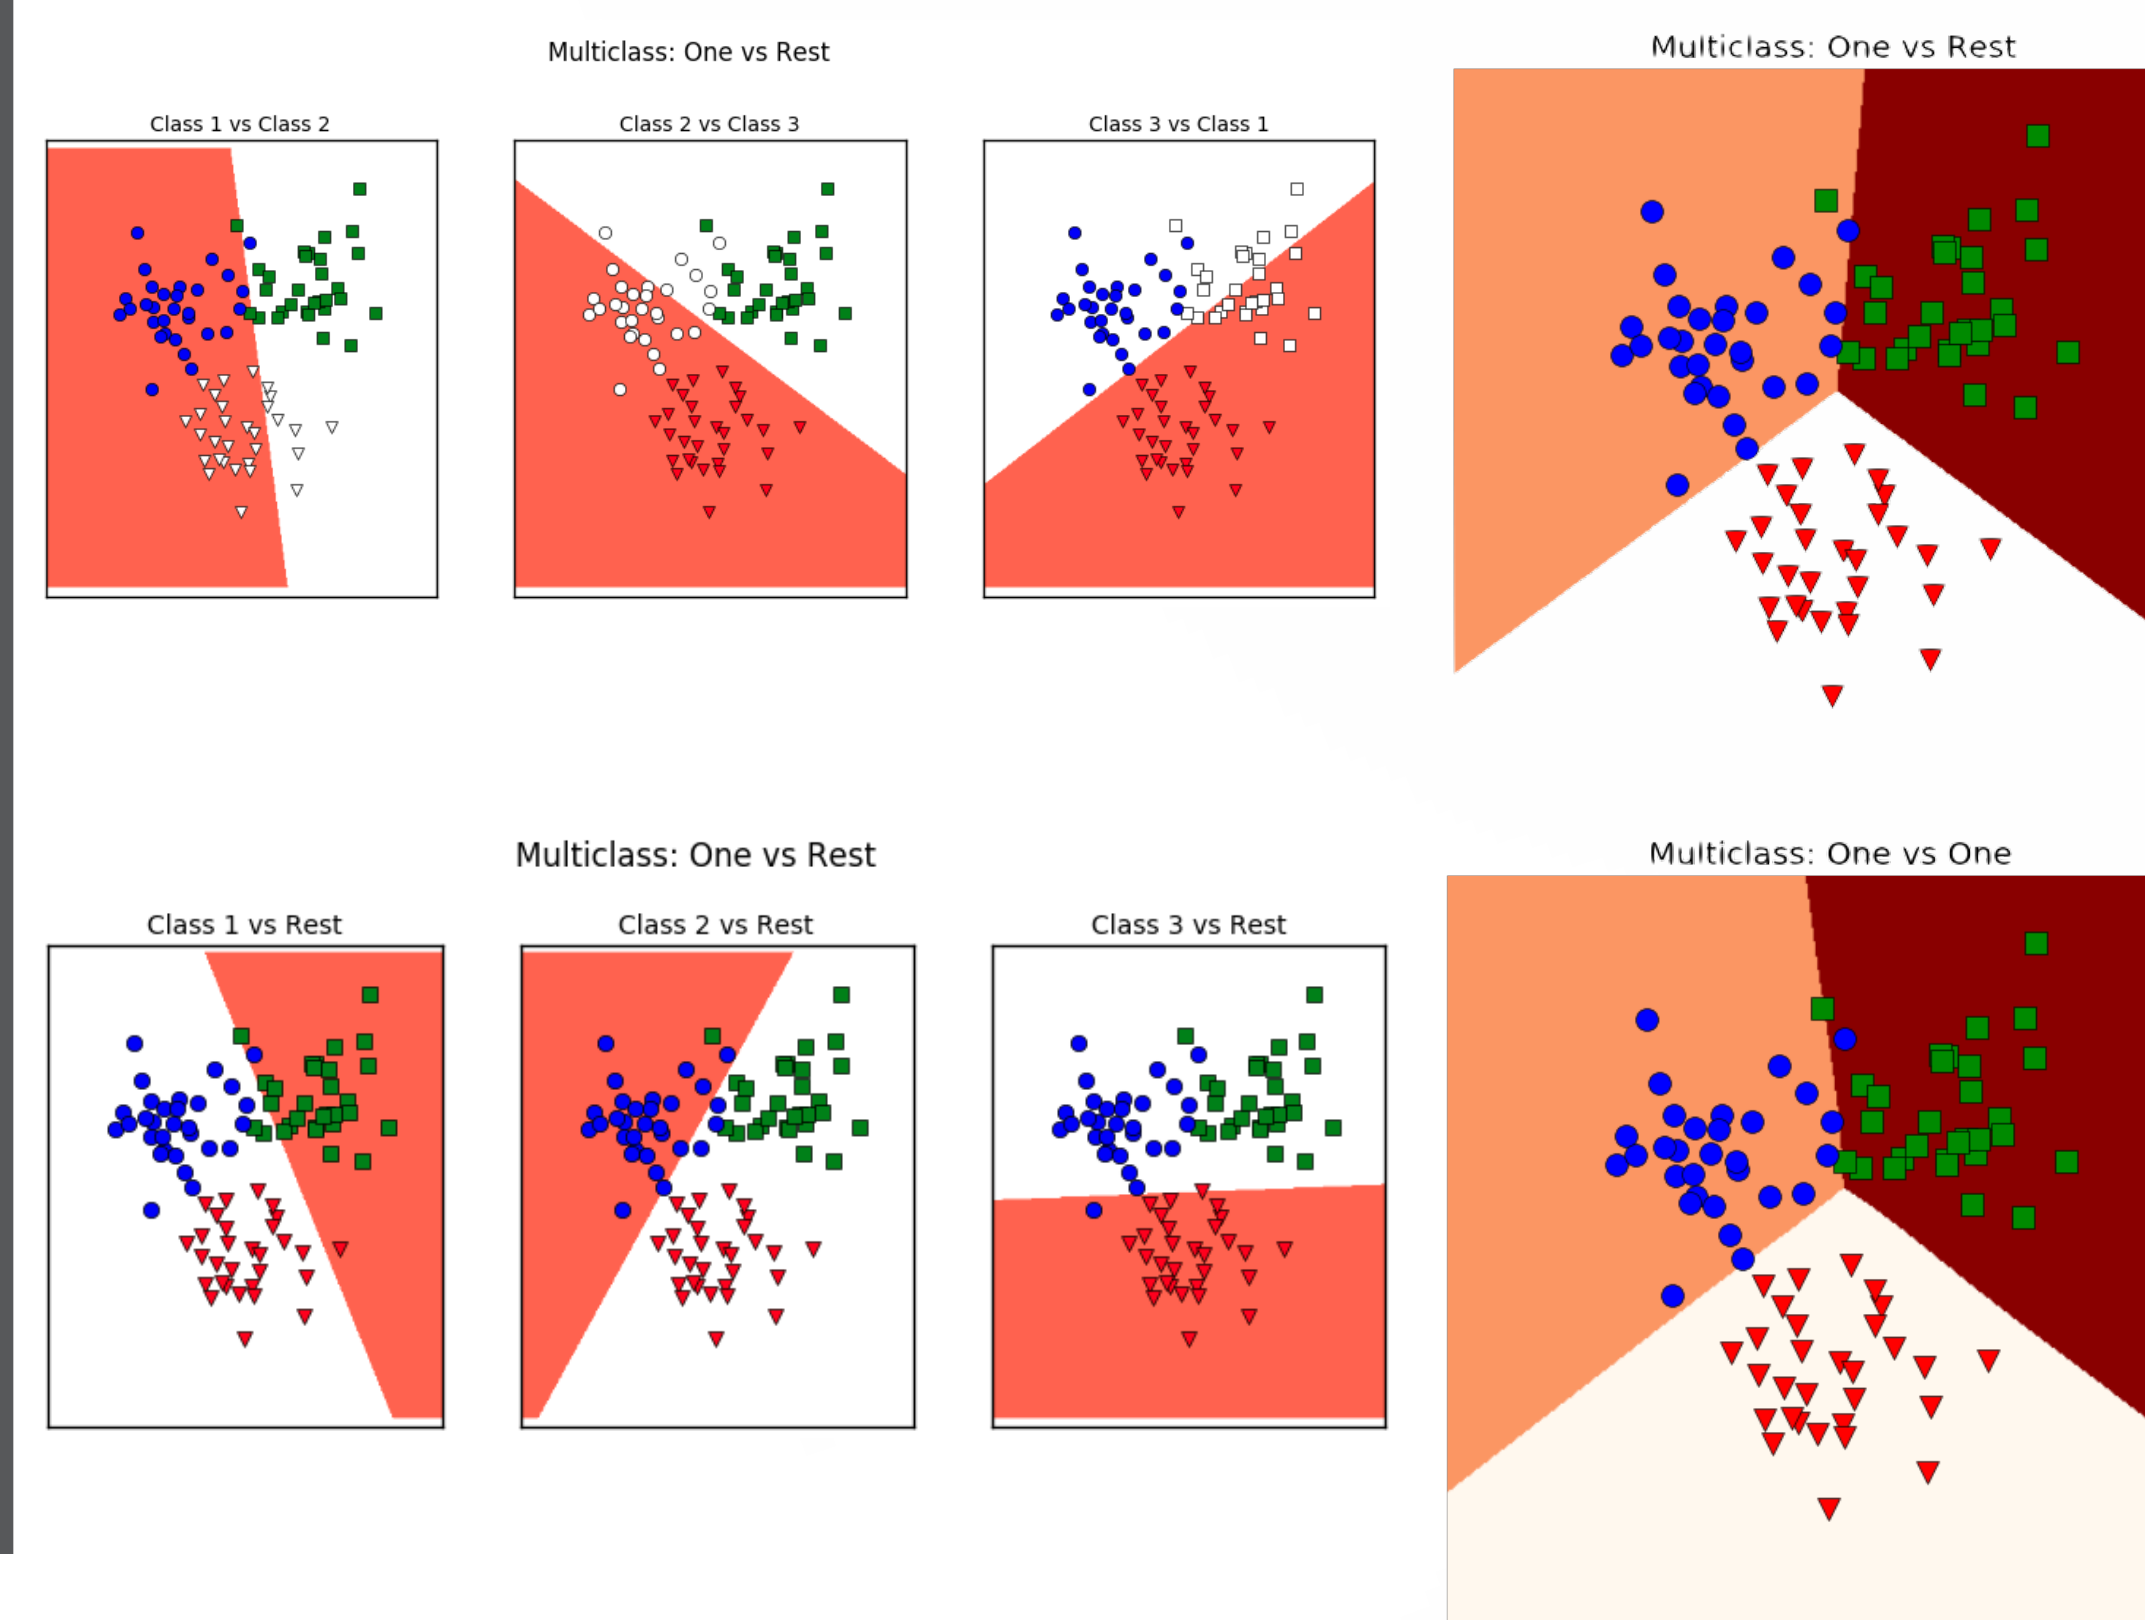 Multiclass: One vs Rest
Multiclass: One vs Rest
Class 1 vs Class 2
Class 2 vs Class 3
Class 3 vs Class 1
Multiclass: One vs Rest
Multiclass: One vs One
Class 1 vs Rest
Class 2 vs Rest
Class 3 vs Rest